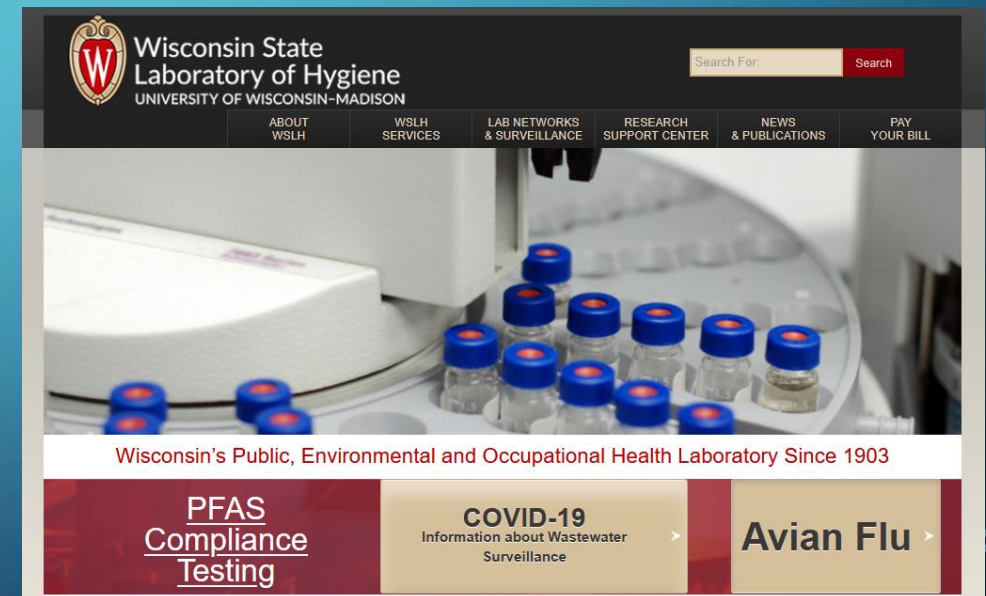 W
Wisconsin State
Laboratory of Hygiene
UNIVERSITY OF WISCONSIN–MADISON
Search For:
Search
ABOUT
WSLH
WSLH
SERVICES
LAB NETWORKS
& SURVEILLANCE
RESEARCH
SUPPORT CENTER
NEWS
& PUBLICATIONS
PAY
YOUR BILL
Technologies
Wisconsin's Public, Environmental and Occupational Health Laboratory Since 1903
PFAS
Compliance
Testing
COVID-19
Information about Wastewater
Surveillance
Avian Flu